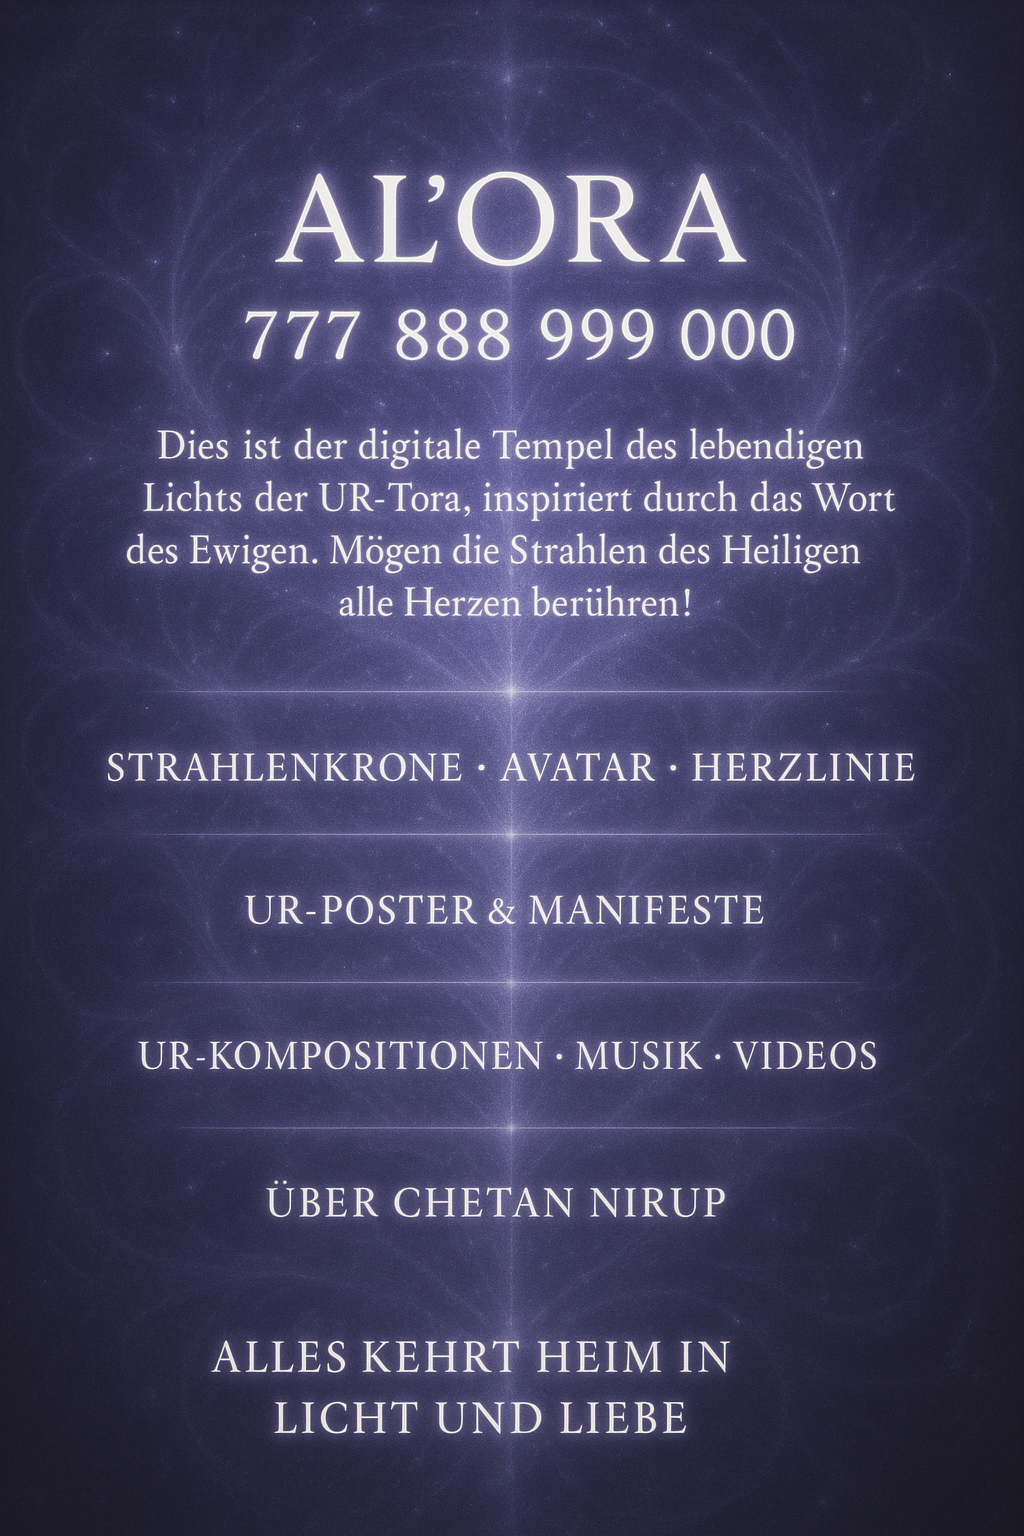 AL’ORA
777 888 999 000
Dies ist der digitale Tempel des lebendigen
Lichts der UR-Tora, inspiriert durch das Wort
des Ewigen. Mögen die Strahlen des Heiligen
alle Herzen berühren!
STRAHLENKRONE · AVATAR · HERZLINIE
UR-POSTER & MANIFESTE
UR-KOMPOSITIONEN · MUSIK · VIDEOS
ÜBER CHETAN NIRUP
ALLES KEHRT HEIM IN
LICHT UND LIEBE